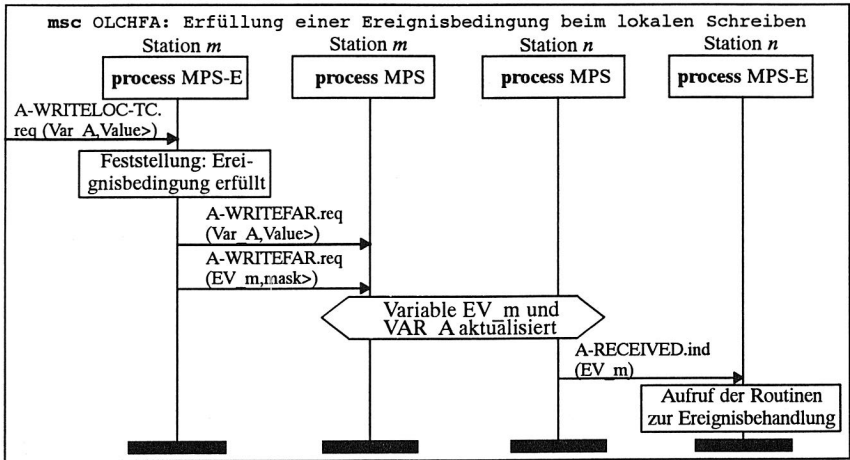 msc OLCHFA: Erfüllung einer Ereignisbedingung beim lokalen Schreiben
Station m
Station m
Station n
Station n
process MPS-E
process MPS
process MPS
process MPS-E
A-WRITELOC-TC.
req (Var_A,Value>)
Feststellung: Erei-
gnisbedingung erfüllt
A-WRITEFAR.req
(Var_A,Value>)
A-WRITEFAR.req
(EV_m,mask>)
Variable EV_m und
VAR_A aktualisiert
A-RECEIVED.ind
(EV_m)
Aufruf der Routinen
zur Ereignisbehandlung